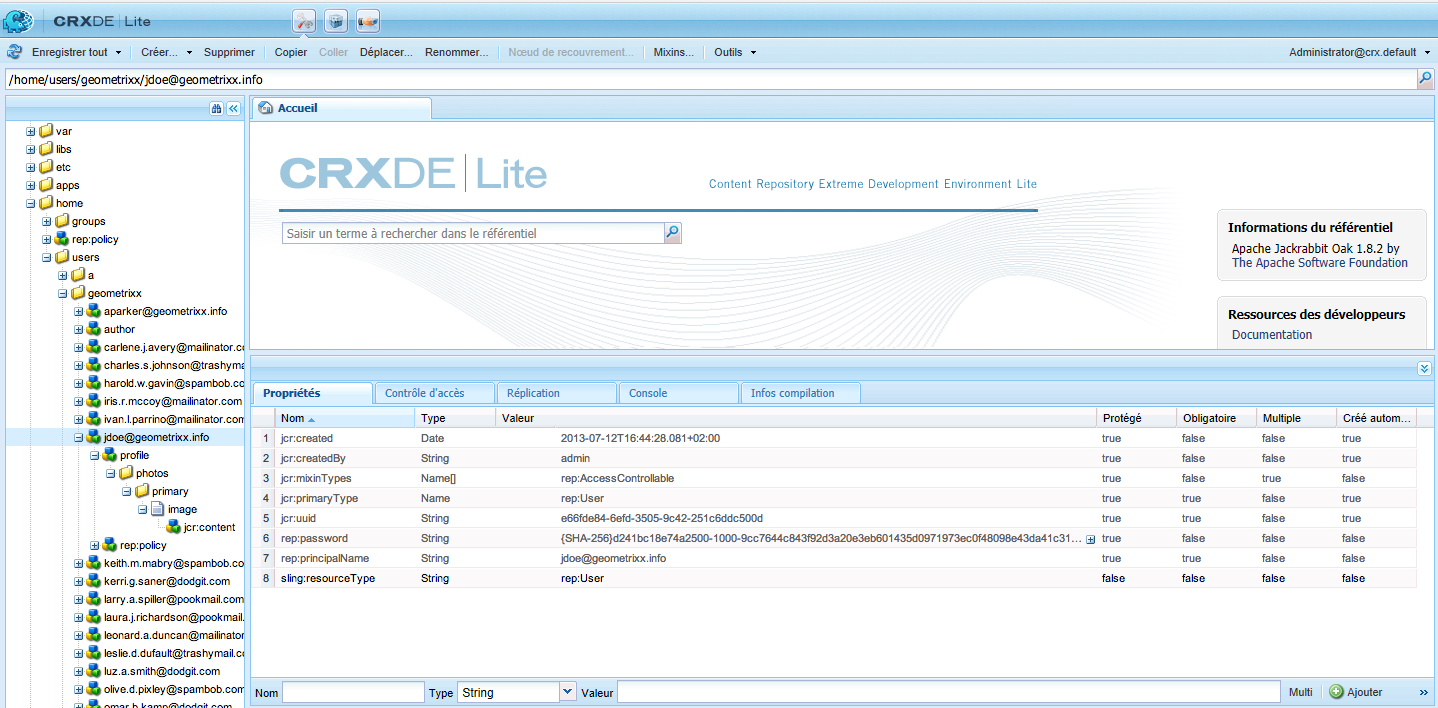 CRXDE | Lite
Enregistrer tout Créer... Supprimer Copier Coller Déplacer... Renommer... Nœud de recouvrement... Mixins... Outils Administrator@crx.default
/home/users/geometrixx/jdoe@geometrixx.info
var
libs
etc
apps
home
groups
rep:policy
users
a
geometrixx
aparker@geometrixx.info
author
carlene.j.avery@mailinator.co
charles.s.johnson@trashyma
harold.w.gavin@spambob.co
iris.r.mccoy@mailinator.com
ivan.l.parrino@mailinator.com
jdoe@geometrixx.info
profile
photos
primary
image
jcr:content
rep:policy
keith.m.mabry@spambob.co
kerri.g.saner@dodgit.com
larry.a.spiller@pookmail.com
laura.j.richardson@pookmail.
leonard.a.duncan@mailinator
leslie.d.dufault@trashymail.co
luz.a.smith@dodgit.com
olive.d.pixley@spambob.com
omar.b.kamp@dodgit.com
Accueil
CRXDE | Lite
Content Repository Extreme Development Environment Lite
Saisir un terme à rechercher dans le référentiel
Informations du référentiel
Apache Jackrabbit Oak 1.8.2 by
The Apache Software Foundation
Ressources des développeurs
Documentation
Propriétés Contrôle d'accès Réplication Console Infos compilation
Nom Type Valeur Protégé Obligatoire Multiple Créé autom...
1 jcr:created Date 2013-07-12T16:44:28.081+02:00 true false false true
2 jcr:createdBy String admin true false false true
3 jcr:mixinTypes Name[] rep:AccessControllable true false true false
4 jcr:primaryType Name rep:User true true false true
5 jcr:uuid String e66fde84-6efd-3505-9c42-251c6ddc500d true true false true
6 rep:password String {SHA-256}d241bc18e74a2500-1000-9cc7644c843f92d3a20e3eb601435d0971973ec0f48098e43da41c31... true false false false
7 rep:principalName String jdoe@geometrixx.info true true false false
8 sling:resourceType String rep:User false false false false
Nom Type String Valeur Multi Ajouter